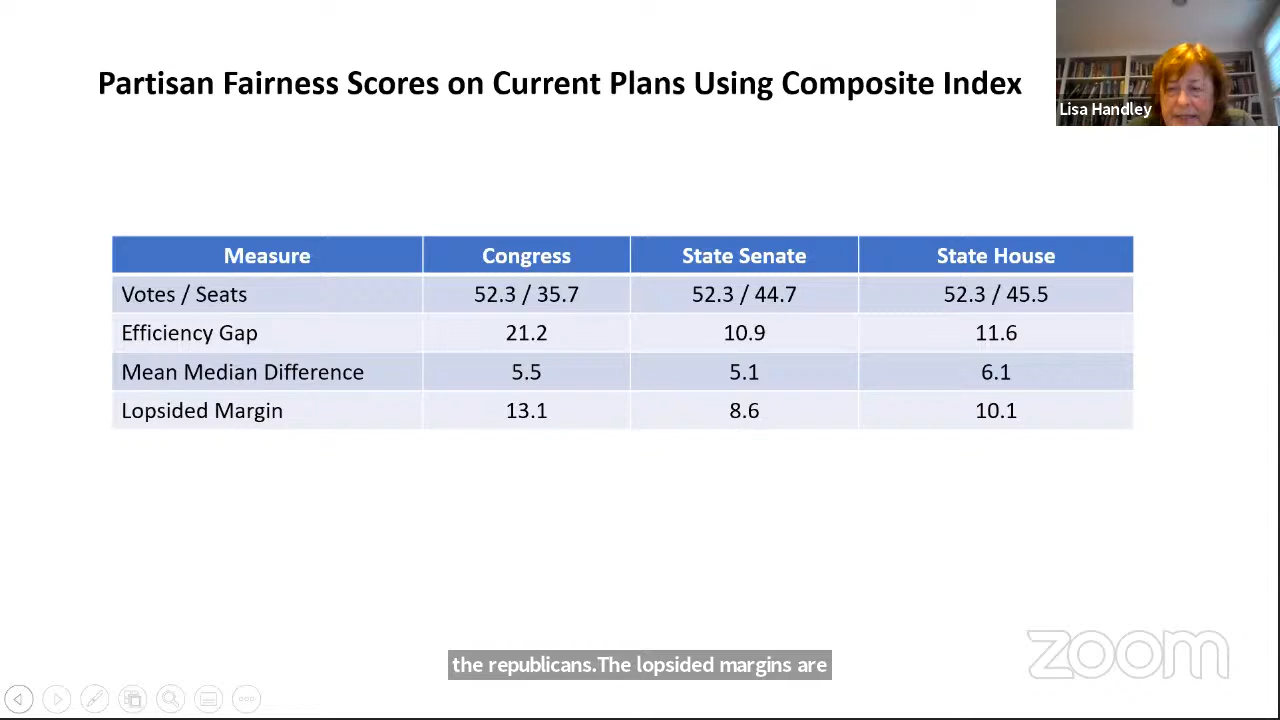 Partisan Fairness Scores on Current Plans Using Composite Index
Lisa Handley
Measure Congress State Senate State House
Votes / Seats 52.3 / 35.7 52.3 / 44.7 52.3 / 45.5
Efficiency Gap 21.2 10.9 11.6
Mean Median Difference 5.5 5.1 6.1
Lopsided Margin 13.1 8.6 10.1
the republicans.The lopsided margins are
zoom